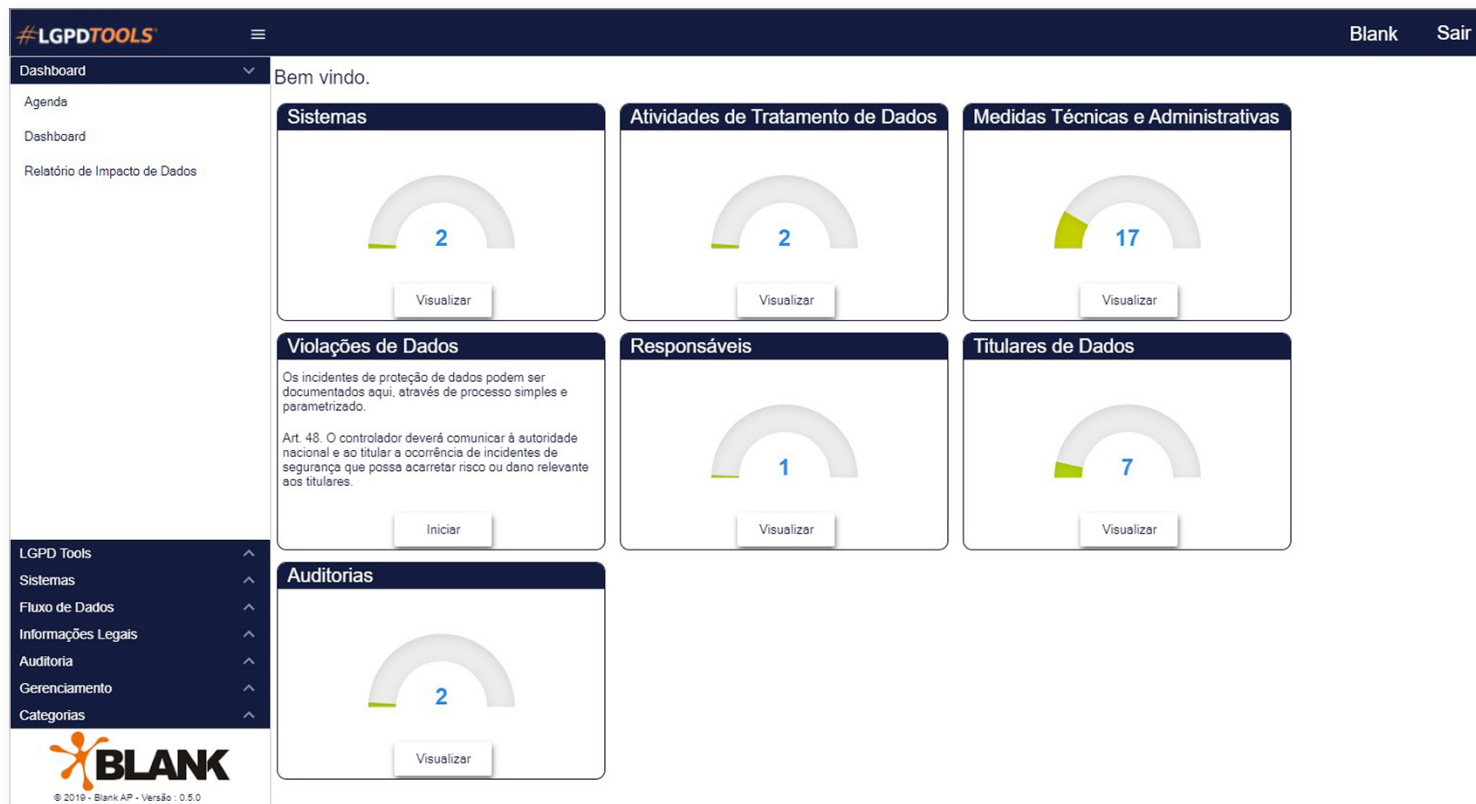 #LGPDTOOLS®
Blank
Sair
Dashboard
Agenda
Dashboard
Relatório de Impacto de Dados
LGPD Tools
Sistemas
Fluxo de Dados
Informações Legais
Auditoria
Gerenciamento
Categorias
BLANK
© 2019 - Blank AP - Versão : 0.5.0
Bem vindo.
Sistemas
2
Visualizar
Atividades de Tratamento de Dados
2
Visualizar
Medidas Técnicas e Administrativas
17
Visualizar
Violações de Dados
Os incidentes de proteção de dados podem ser
documentados aqui, através de processo simples e
parametrizado.
Art. 48. O controlador deverá comunicar à autoridade
nacional e ao titular a ocorrência de incidentes de
segurança que possa acarretar risco ou dano relevante
aos titulares.
Iniciar
Responsáveis
1
Visualizar
Titulares de Dados
7
Visualizar
Auditorias
2
Visualizar